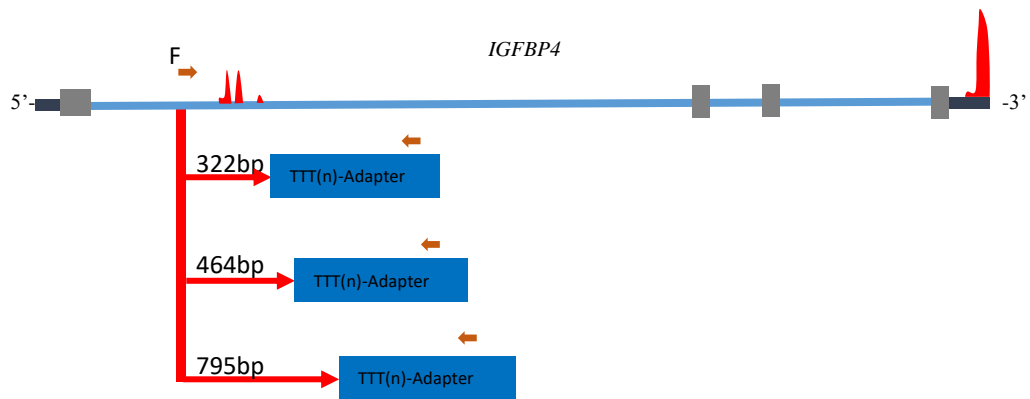 IGFBP4
F
5’-
-3’
322bp
TTT(n)-Adapter
464bp
TTT(n)-Adapter
795bp
TTT(n)-Adapter